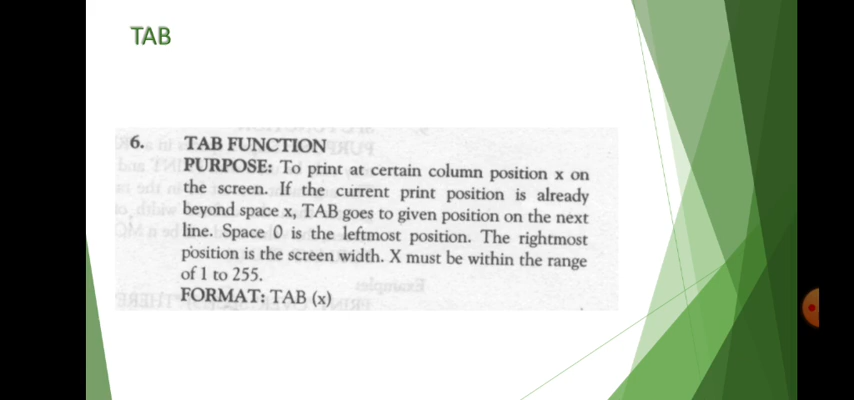 TAB
6. TAB FUNCTION
PURPOSE: To print at certain column position x on
the screen. If the current print position is already
beyond space x, TAB goes to given position on the next
line. Space 0 is the leftmost position. The rightmost
position is the screen width. X must be within the range
of 1 to 255.
FORMAT: TAB (x)